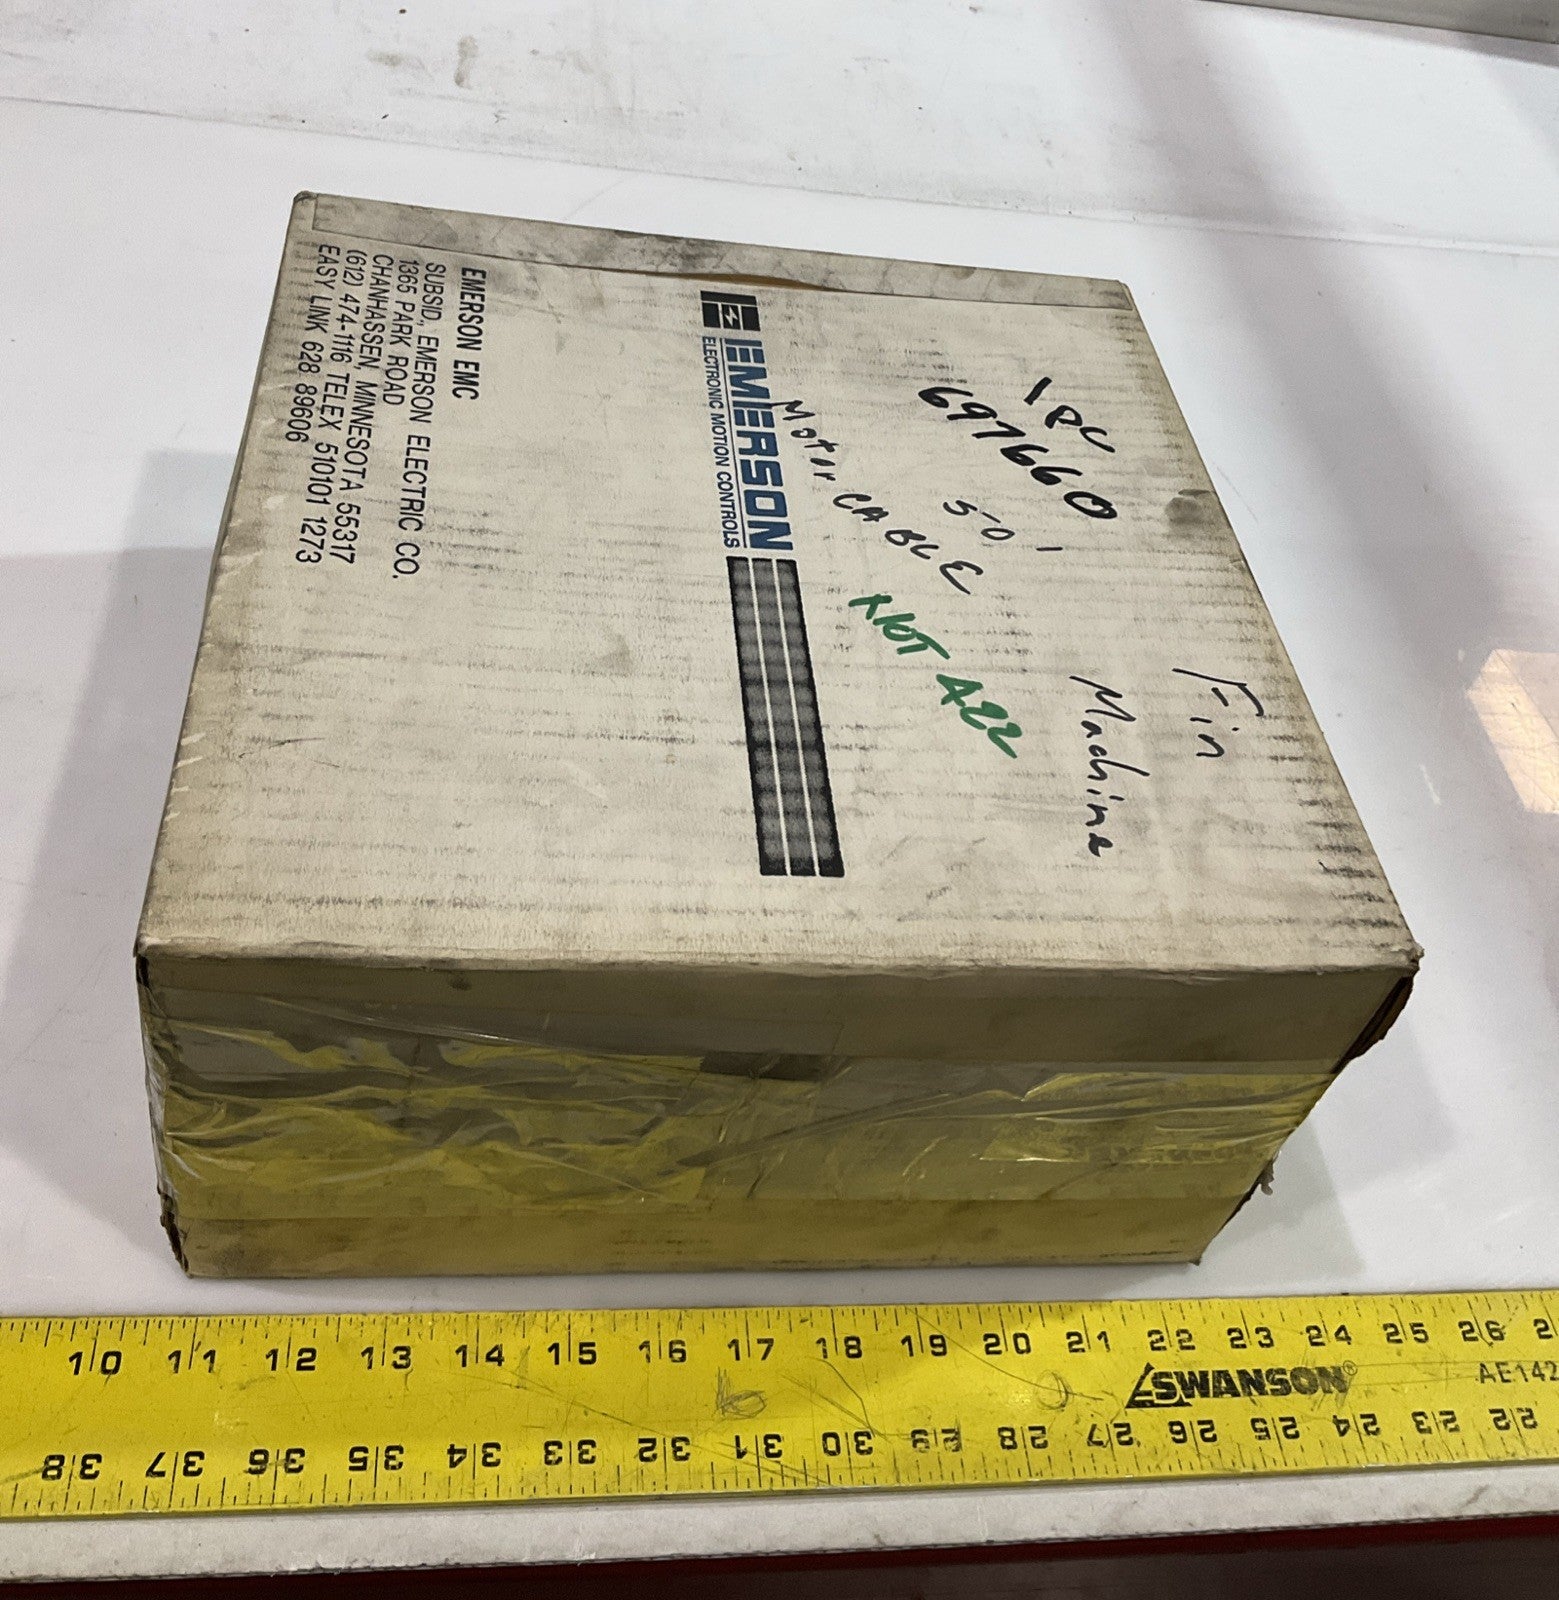 EMERSON EMC
SUBSID., EMERSON ELECTRIC CO.
1365 PARK ROAD
CHANHASSEN, MINNESOTA 55317
(612) 474-1116 TELEX 510101 1273
EASY LINK 628 89606
EMERSON
ELECTRONIC MOTION CONTROLS
697660
50'
Motor CABLE
A22
Fin
Machine
10 11 12 13 14 15 16 17 18 19 20 21 22 23 24 25 26
SWANSON®
AE142
38 37 36 35 34 33 32 31 30 29 28 27 26 25 24 23 22